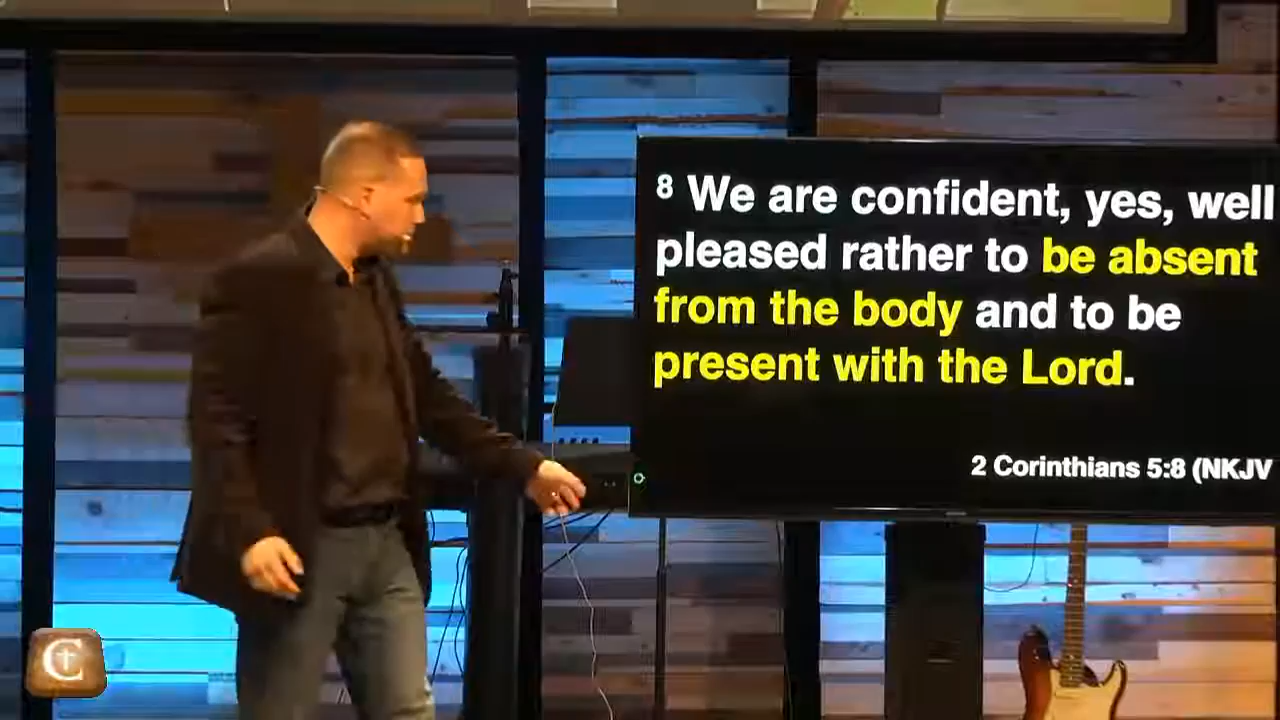 8 We are confident, yes, well
pleased rather to be absent
from the body and to be
present with the Lord.
2 Corinthians 5:8 (NKJV
C